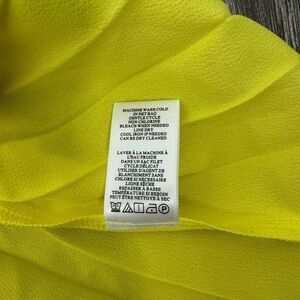 MACHINE WASH COLD
IN NET BAG
GENTLE CYCLE
NON CHLORINE
BLEACH WHEN NEEDED
LINE DRY
COOL IRON IF NEEDED
CAN BE DRY CLEANED
LAVER À LA MACHINE À
L'EAU FROIDE
DANS UN SAC FILET
CYCLE DÉLICAT
UTILISER D'AGENT DE
BLANCHIMENT SANS
CHLORE SI NÉCESSAIRE
LIGNE SÈCHE
REPASSER À BASSE
TEMPÉRATURE SI BESOIN
PEUT ÊTRE NETTOYÉ À SEC